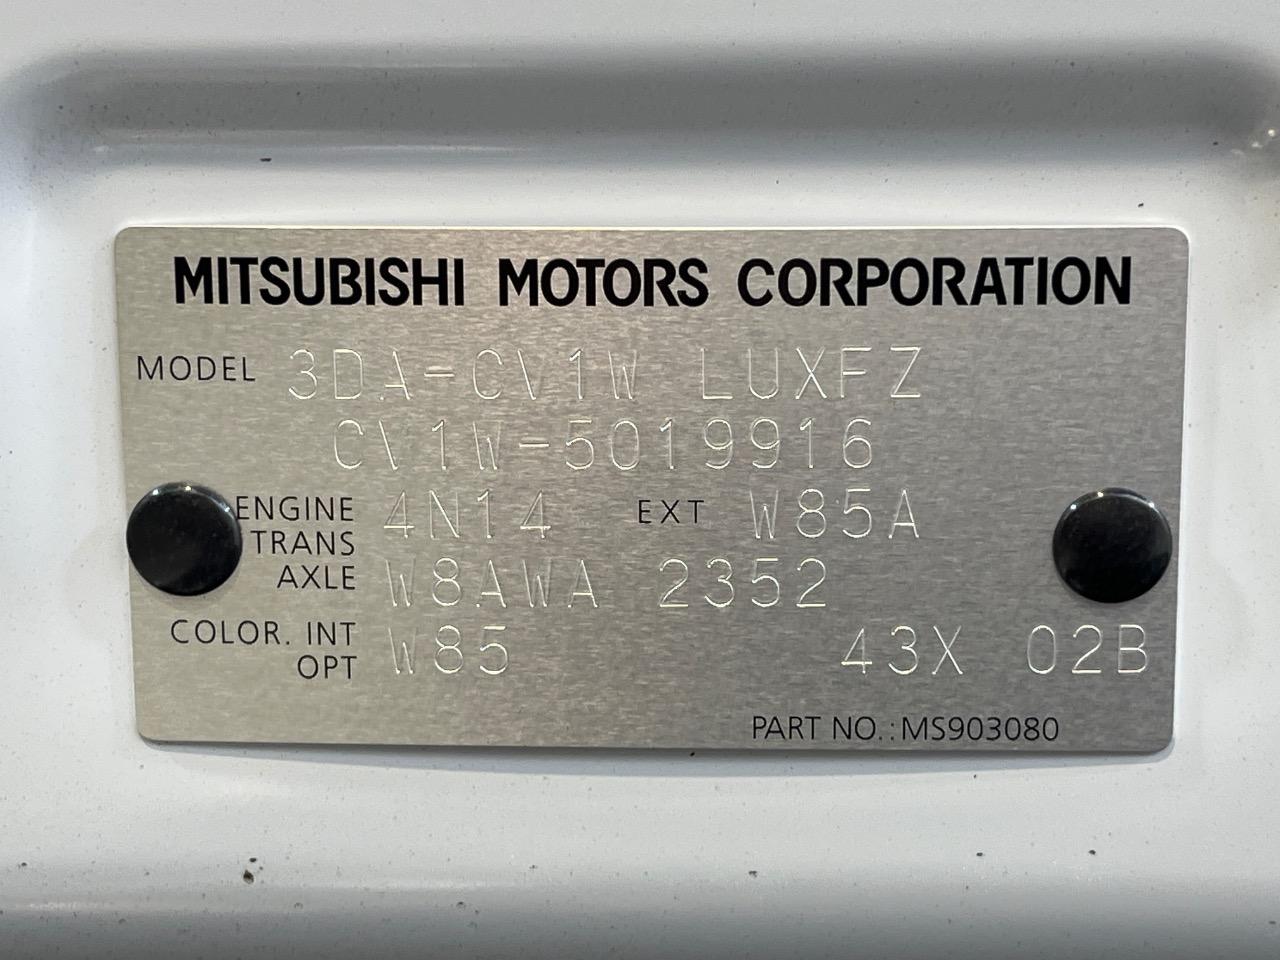 MITSUBISHI MOTORS CORPORATION
MODEL 3DA-CV1W LUXFZ
CV1W-5019916
ENGINE 4N14 EXT W85A
TRANS
AXLE W8AWA 2352
COLOR. INT W85 43X 02B
OPT
PART NO.: MS903080